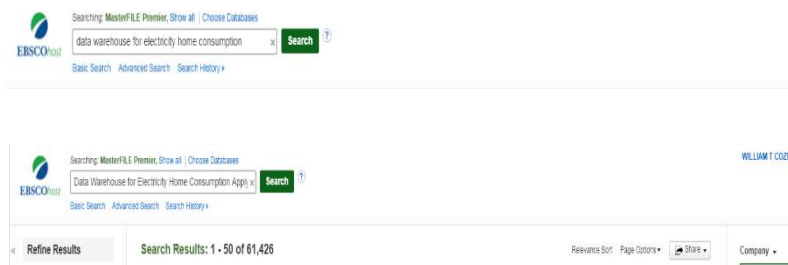 Searching: MasterFILE Premier, Show all | Choose Databases
data warehouse for electricity home consumption x Search ?
EBSCOhost
Basic Search Advanced Search Search History
Searching: MasterFILE Premier, Show all | Choose Databases
WILLIAM T COZ
Data Warehouse for Electricity Home Consumption Apply x Search ?
EBSCOhost
Basic Search Advanced Search Search History
« Refine Results Search Results: 1 - 50 of 61,426 Relevance Sort Page Options Share Company